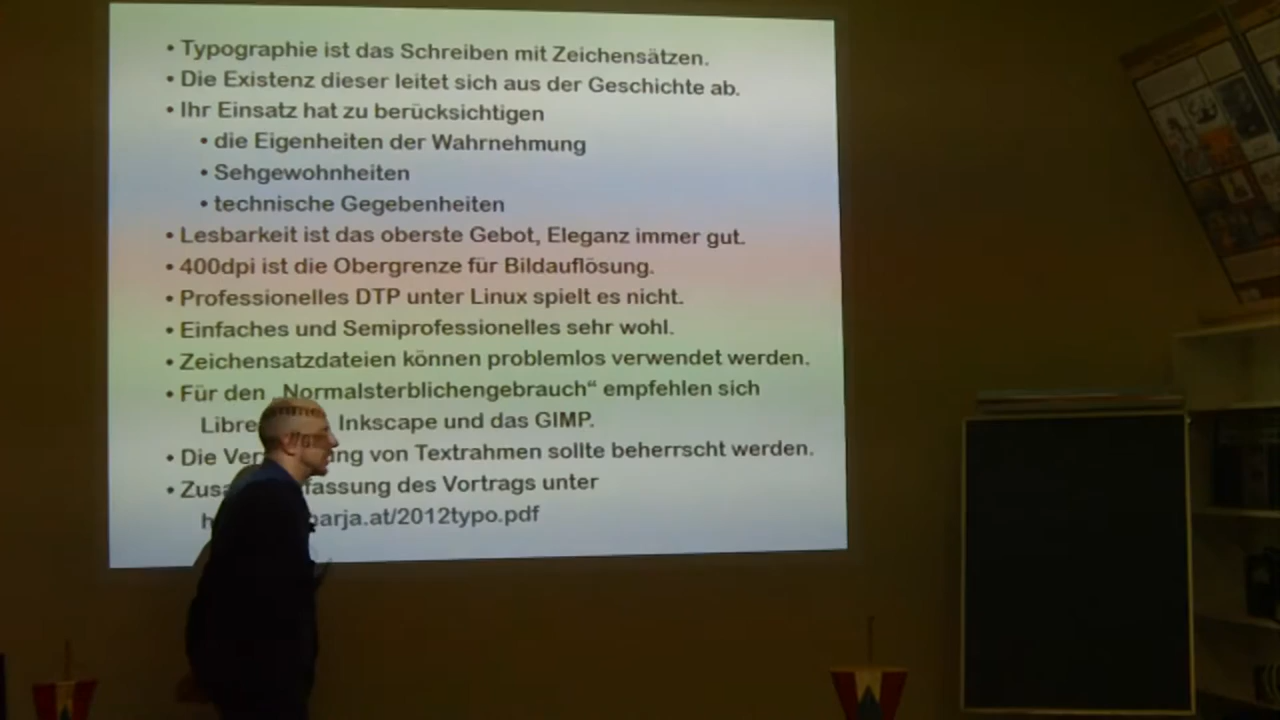 • Typographie ist das Schreiben mit Zeichensätzen.
• Die Existenz dieser leitet sich aus der Geschichte ab.
• Ihr Einsatz hat zu berücksichtigen
• die Eigenheiten der Wahrnehmung
• Sehgewohnheiten
• technische Gegebenheiten
• Lesbarkeit ist das oberste Gebot, Eleganz immer gut.
• 400dpi ist die Obergrenze für Bildauflösung.
• Professionelles DTP unter Linux spielt es nicht.
• Einfaches und Semiprofessionelles sehr wohl.
• Zeichensatzdateien können problemlos verwendet werden.
• Für den „Normalsterblichengebrauch“ empfehlen sich
Inkscape und das GIMP.
• Die von Textrahmen sollte beherrscht werden.
• des Vortrags unter
arja.at/2012typo.pdf